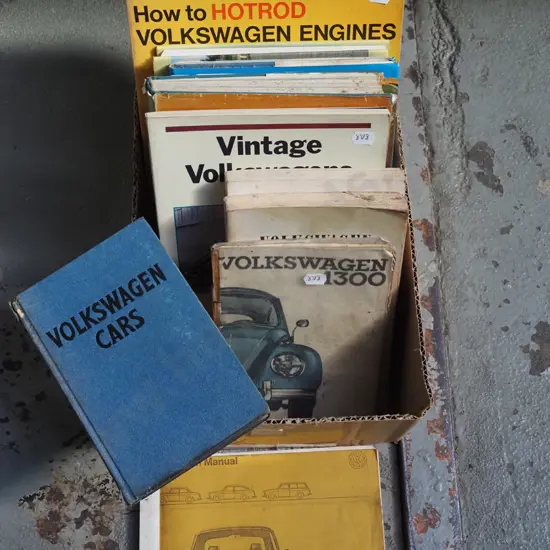 How to HOTROD
VOLKSWAGEN ENGINES
Vintage
Volkswagens
VOLKSWAGEN
1300
VOLKSWAGEN
CARS
Manual